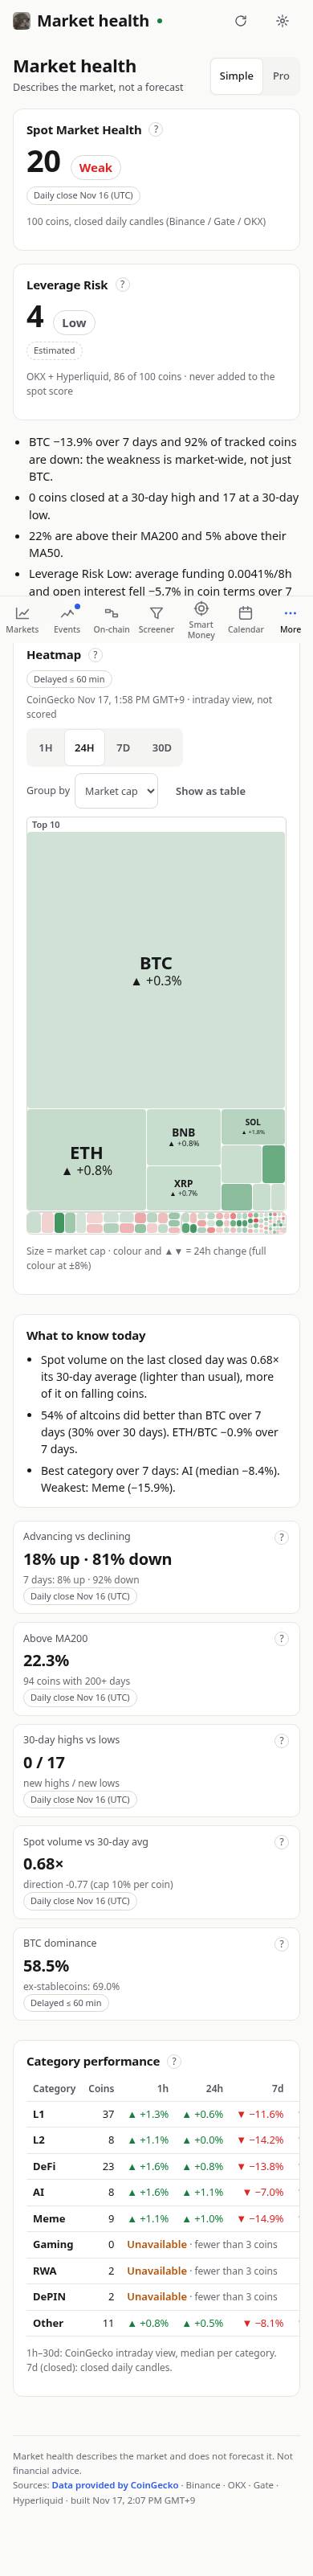 Market health
Market health
Describes the market, not a forecast
Simple
Pro
Spot Market Health ?
20 Weak
Daily close Nov 16 (UTC)
100 coins, closed daily candles (Binance / Gate / OKX)
Leverage Risk ?
4 Low
Estimated
OKX + Hyperliquid, 86 of 100 coins · never added to the
spot score
• BTC −13.9% over 7 days and 92% of tracked coins
are down: the weakness is market-wide, not just
BTC.
• 0 coins closed at a 30-day high and 17 at a 30-day
low.
• 22% are above their MA200 and 5% above their
MA50.
• Leverage Risk Low: average funding 0.0041%/8h
and open interest fell −5.7% in coin terms over 7
Markets
Events
On-chain
Screener
Smart
Money
Calendar
More
Heatmap ?
Delayed ≤ 60 min
CoinGecko Nov 17, 1:58 PM GMT+9 · intraday view, not
scored
1H
24H
7D
30D
Group by
Market cap
Show as table
Top 10
BTC
▲ +0.3%
ETH
▲ +0.8%
BNB
▲ +0.8%
XRP
▲ +0.7%
SOL
▲ +1.8%
Size = market cap · colour and ▲▼ = 24h change (full
colour at ±8%)
What to know today
• Spot volume on the last closed day was 0.68×
its 30-day average (lighter than usual), more
of it on falling coins.
• 54% of altcoins did better than BTC over 7
days (30% over 30 days). ETH/BTC −0.9% over
7 days.
• Best category over 7 days: AI (median −8.4%).
Weakest: Meme (−15.9%).
Advancing vs declining ?
18% up · 81% down
7 days: 8% up · 92% down
Daily close Nov 16 (UTC)
Above MA200 ?
22.3%
94 coins with 200+ days
Daily close Nov 16 (UTC)
30-day highs vs lows ?
0 / 17
new highs / new lows
Daily close Nov 16 (UTC)
Spot volume vs 30-day avg ?
0.68×
direction -0.77 (cap 10% per coin)
Daily close Nov 16 (UTC)
BTC dominance ?
58.5%
ex-stablecoins: 69.0%
Delayed ≤ 60 min
Category performance ?
Category Coins 1h 24h 7d
L1 37 ▲ +1.3% ▲ +0.6% ▼ −11.6%
L2 8 ▲ +1.1% ▲ +0.0% ▼ −14.2%
DeFi 23 ▲ +1.6% ▲ +0.8% ▼ −13.8%
AI 8 ▲ +1.6% ▲ +1.1% ▼ −7.0%
Meme 9 ▲ +1.1% ▲ +1.0% ▼ −14.9%
Gaming 0 Unavailable · fewer than 3 coins
RWA 2 Unavailable · fewer than 3 coins
DePIN 2 Unavailable · fewer than 3 coins
Other 11 ▲ +0.8% ▲ +0.5% ▼ −8.1%
1h–30d: CoinGecko intraday view, median per category.
7d (closed): closed daily candles.
Market health describes the market and does not forecast it. Not
financial advice.
Sources: Data provided by CoinGecko · Binance · OKX · Gate ·
Hyperliquid · built Nov 17, 2:07 PM GMT+9